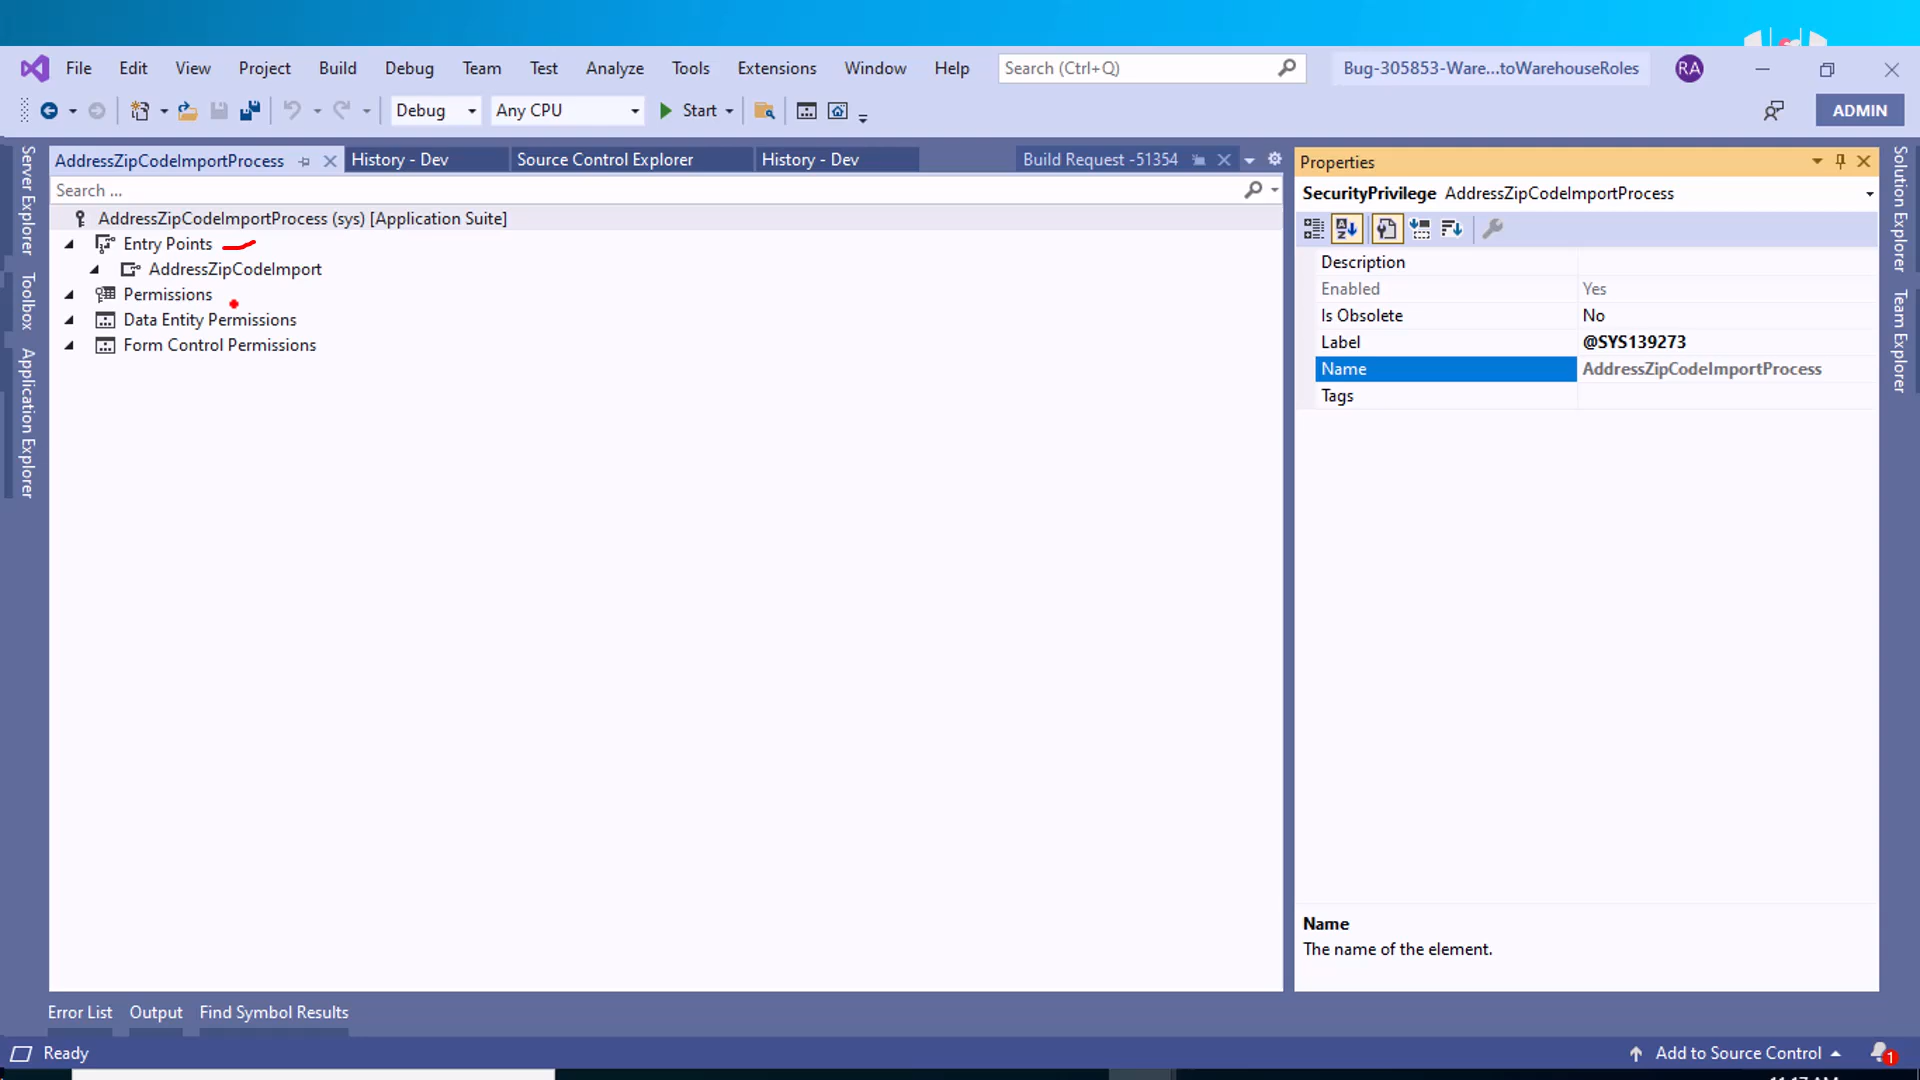 File Edit View Project Build Debug Team Test Analyze Tools Extensions Window Help Search (Ctrl+Q) Bug-305853-Ware...toWarehouseRoles RA
Debug Any CPU Start ADMIN
AddressZipCodeImportProcess History - Dev Source Control Explorer History - Dev Build Request -51354
Search ...
AddressZipCodeImportProcess (sys) [Application Suite]
Entry Points
AddressZipCodeImport
Permissions
Data Entity Permissions
Form Control Permissions
Server Explorer
Toolbox
Application Explorer
Properties
SecurityPrivilege AddressZipCodeImportProcess
Description
Enabled Yes
Is Obsolete No
Label @SYS139273
Name AddressZipCodeImportProcess
Tags
Name
The name of the element.
Solution Explorer
Team Explorer
Error List Output Find Symbol Results
Ready Add to Source Control 1